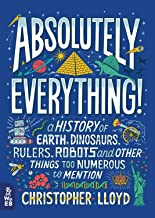 ABSOLUTELY
EVERYTHING!
A HISTORY OF
EARTH, DINOSAURS,
RULERS, ROBOTS AND OTHER
THINGS TOO NUMEROUS
TO MENTION
CHRISTOPHER LLOYD